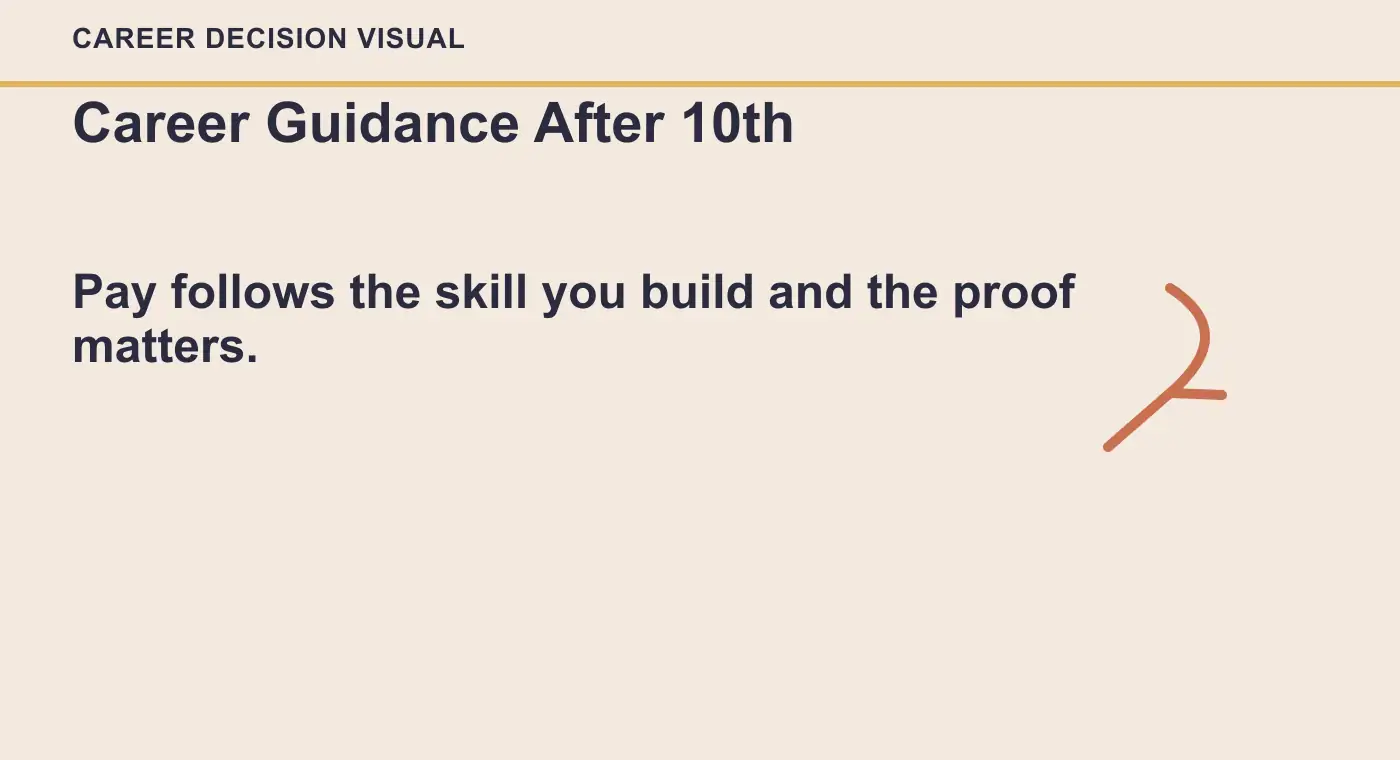 CAREER DECISION VISUAL
Career Guidance After 10th
Pay follows the skill you build and the proof
matters.